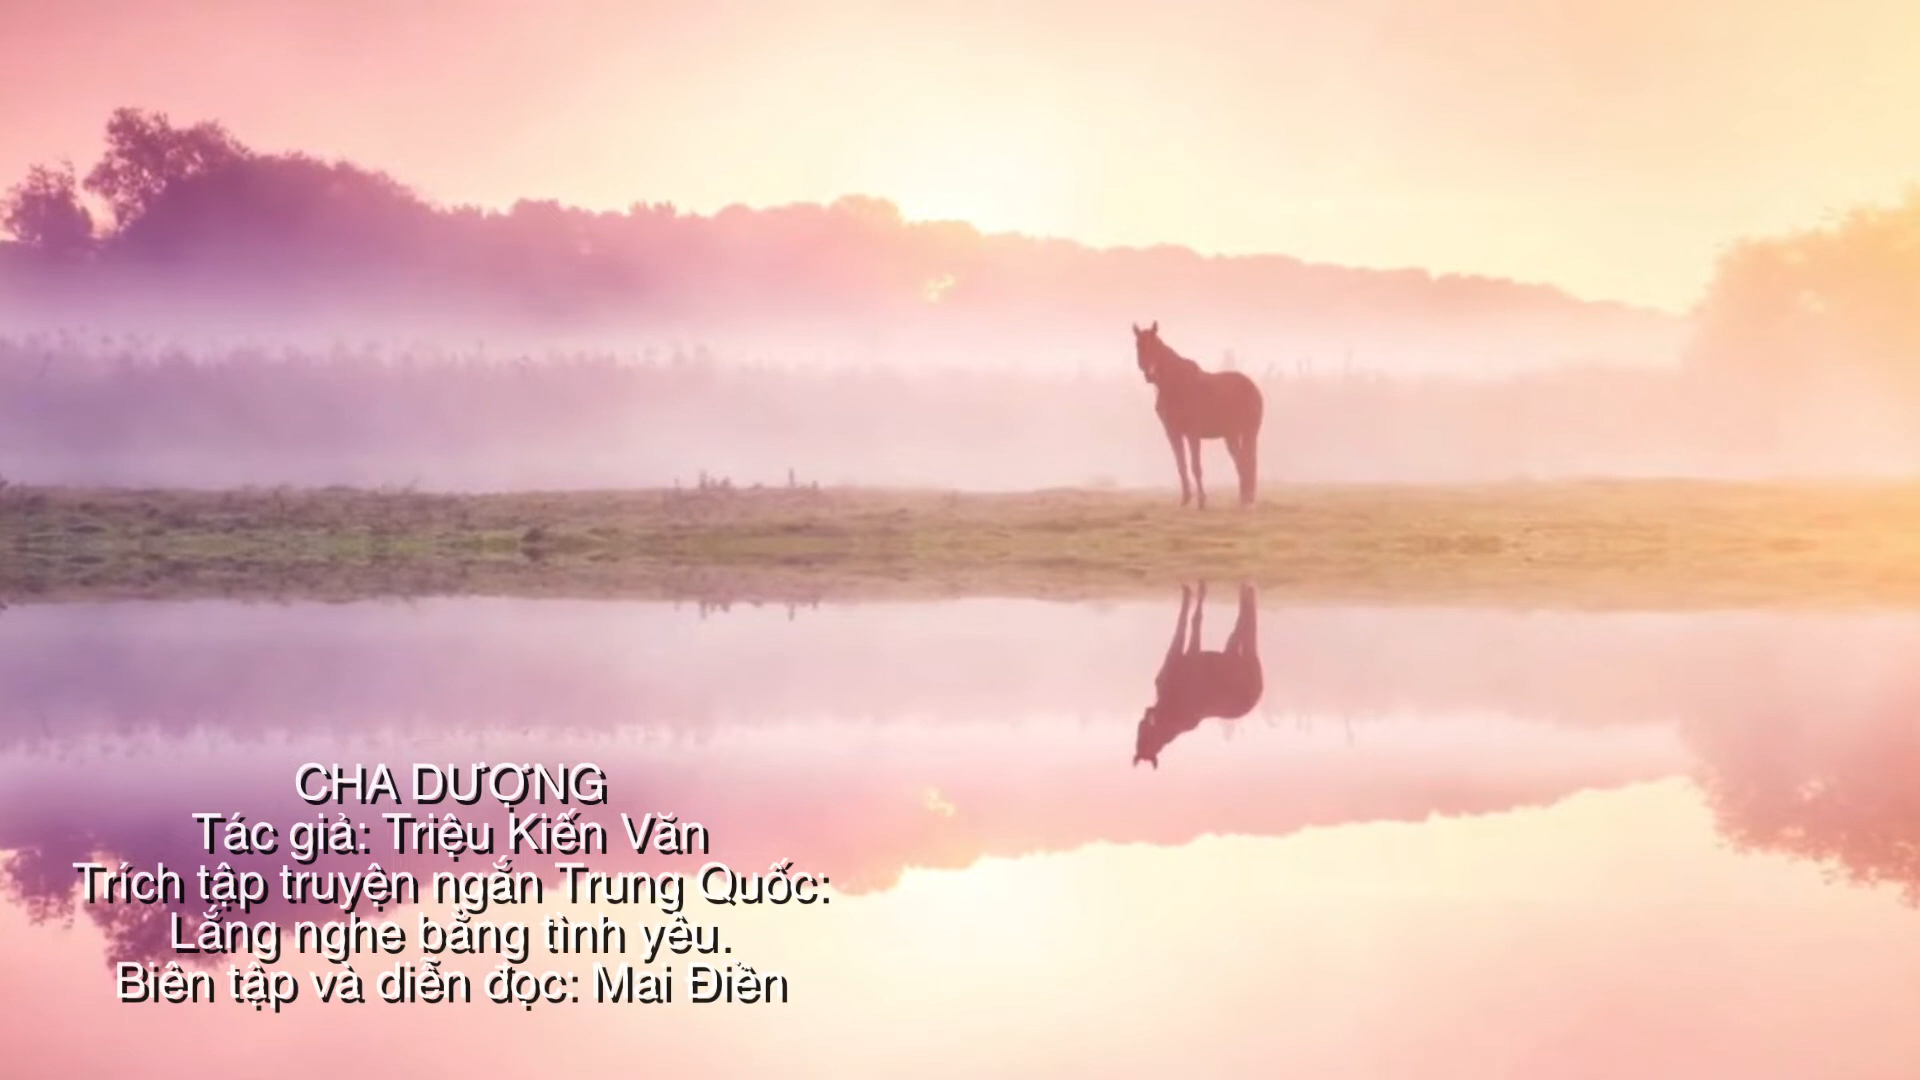 CHA DƯỢNG
Tác giả: Triệu Kiến Văn
Trích tập truyện ngắn Trung Quốc:
Lắng nghe bằng tình yêu.
Biên tập và diễn đọc: Mai Điền